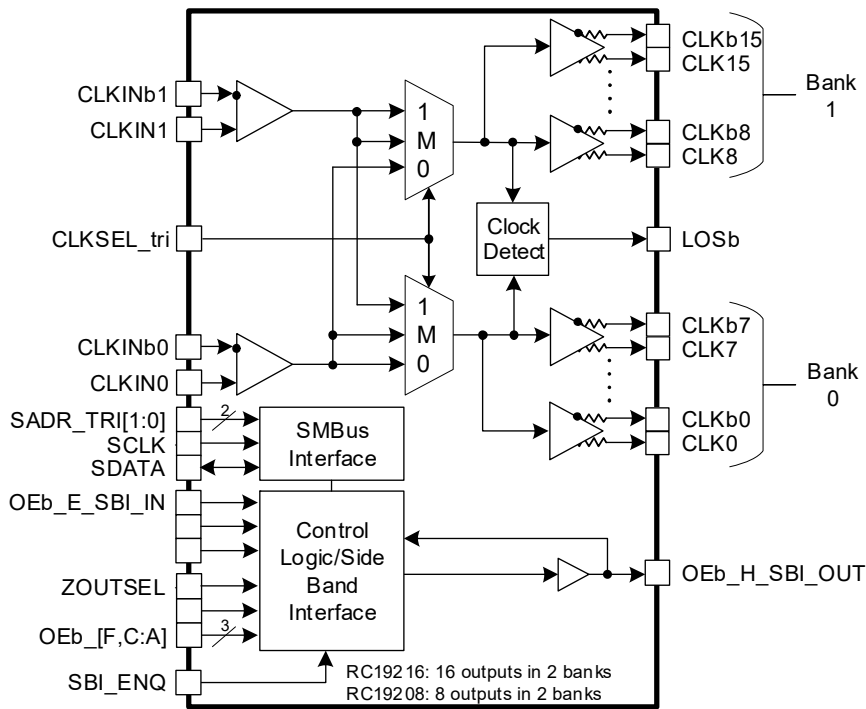 CLKINb1
CLKIN1
CLKSEL_tri
CLKINb0
CLKIN0
SADR_TRI[1:0]
2
SCLK
SDATA
OEb_E_SBI_IN
ZOUTSEL
OEb_[F,C:A]
3
SBI_ENQ
1
M
0
1
M
0
SMBus
Interface
Control
Logic/Side
Band
Interface
Clock
Detect
CLKb15
CLK15
CLKb8
CLK8
Bank
1
LOSb
CLKb7
CLK7
CLKb0
CLK0
Bank
0
OEb_H_SBI_OUT
RC19216: 16 outputs in 2 banks
RC19208: 8 outputs in 2 banks